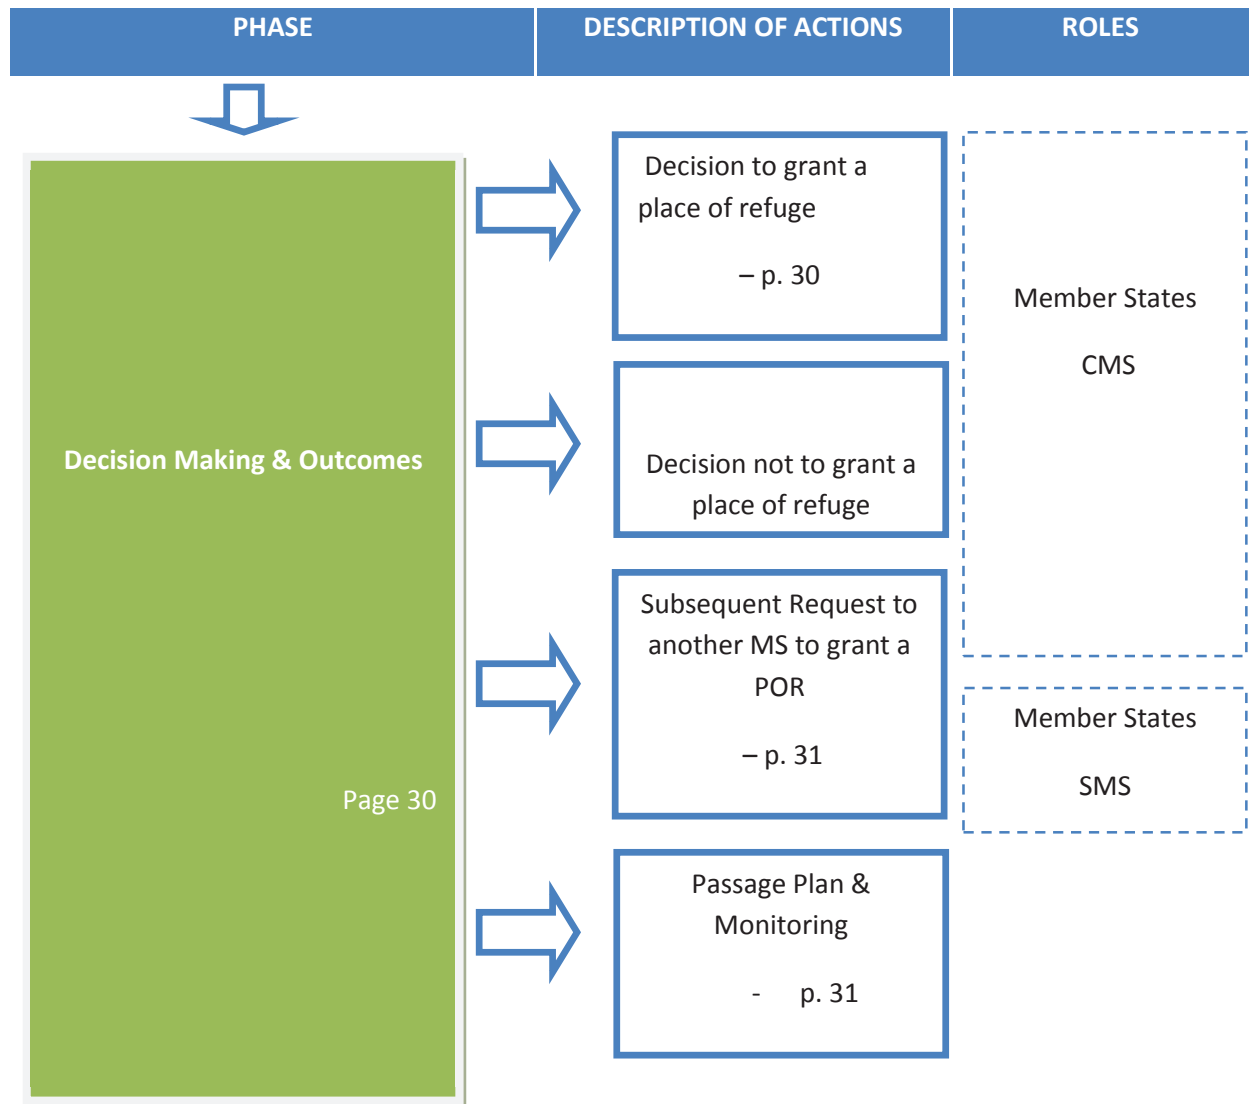 PHASE
DESCRIPTION OF ACTIONS
ROLES
Decision Making & Outcomes
Page 30
Decision to grant a
place of refuge
– p. 30
Decision not to grant a
place of refuge
Subsequent Request to
another MS to grant a
POR
– p. 31
Passage Plan &
Monitoring
- p. 31
Member States
CMS
Member States
SMS